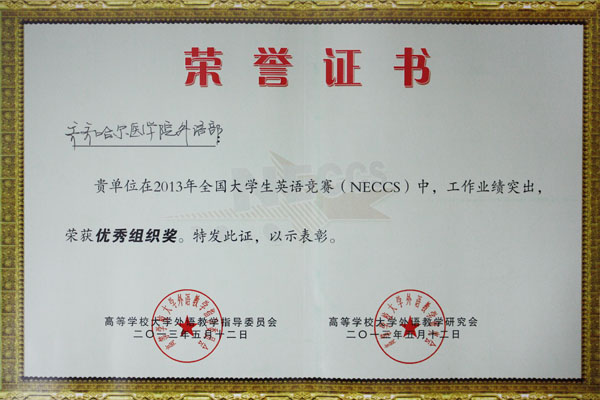 荣誉证书
齐齐哈尔医学院外语部：
NECCS
贵单位在2013年全国大学生英语竞赛（NECCS）中，工作业绩突出，
荣获优秀组织奖。特发此证，以示表彰。
高等学校大学外语教学指导委员会
二〇一三年五月十二日
高等学校大学外语教学研究会
二〇一三年五月十二日